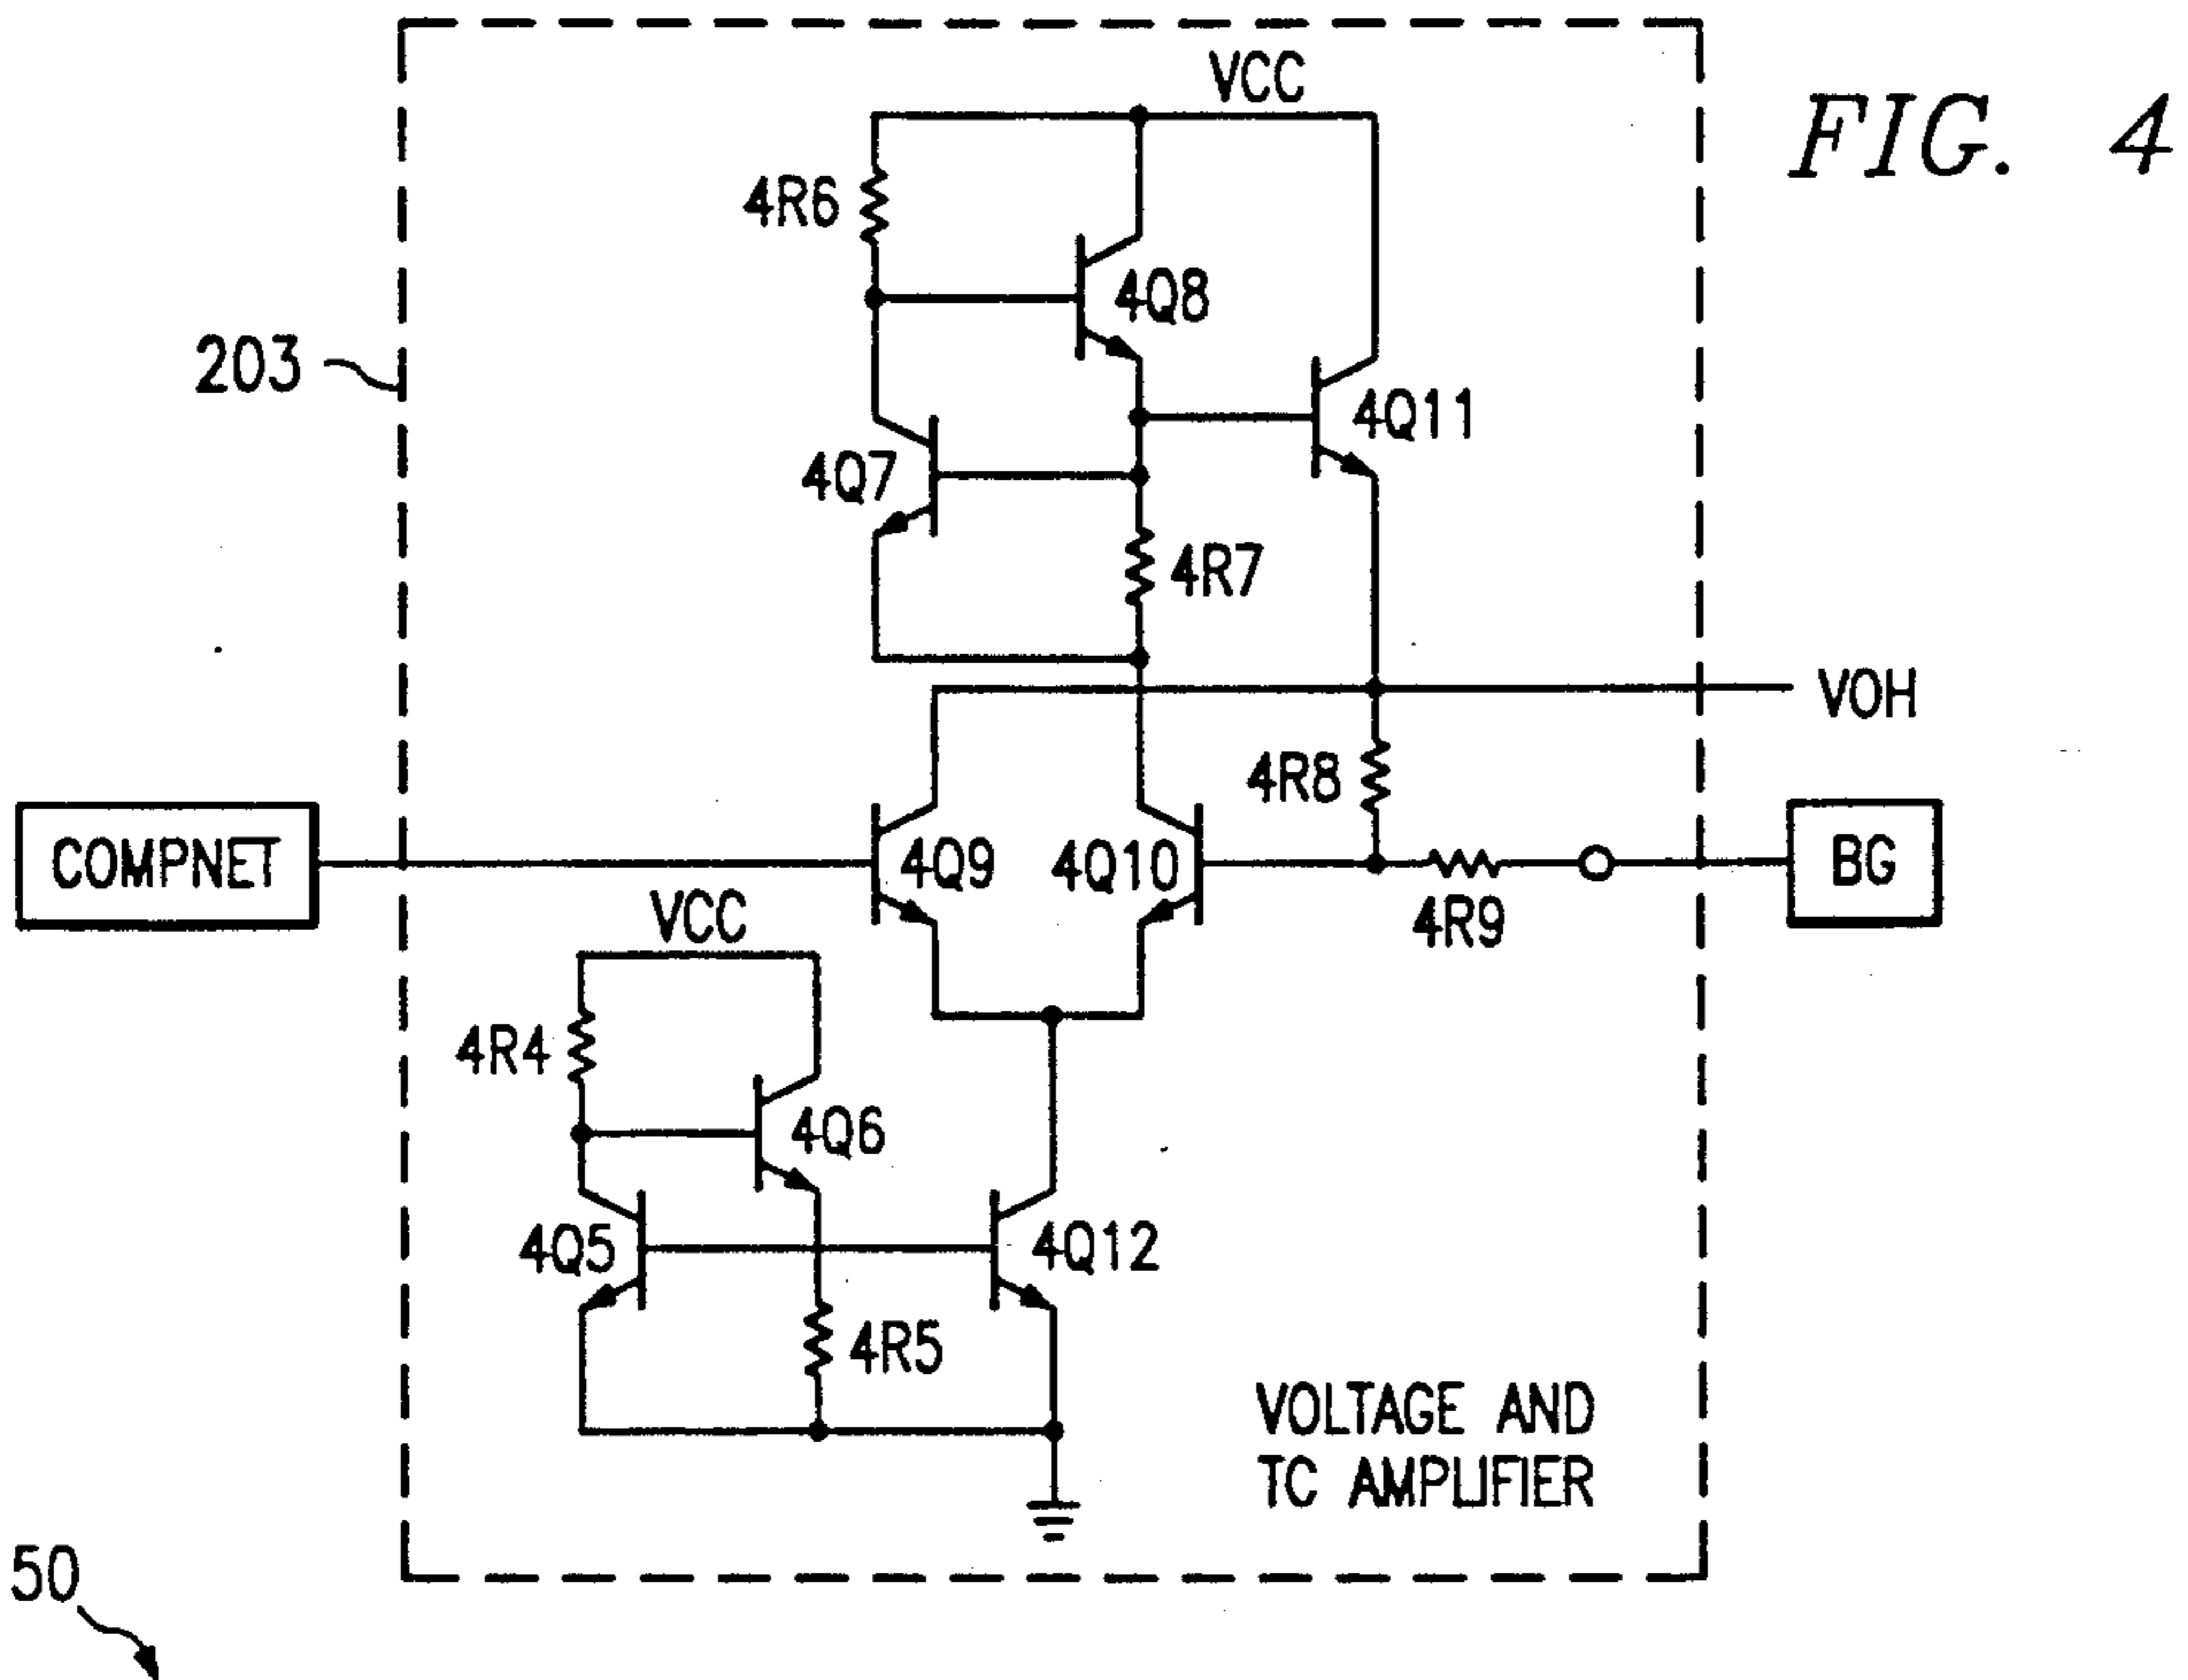 FIG. 4
VCC
4R6
4Q8
203
4Q11
4Q7
4R7
VOH
4R8
COMPNET
4Q9
4Q10
BG
VCC
4R9
4R4
4Q6
4Q5
4Q12
4R5
VOLTAGE AND
TC AMPLIFIER
50